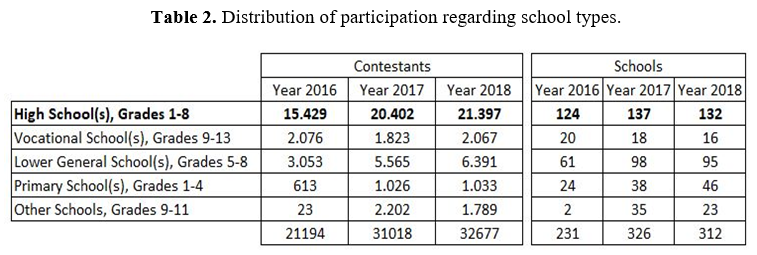 Table 2. Distribution of participation regarding school types.
Contestants Schools
Year 2016 Year 2017 Year 2018 Year 2016 Year 2017 Year 2018
High School(s), Grades 1-8 15.429 20.402 21.397 124 137 132
Vocational School(s), Grades 9-13 2.076 1.823 2.067 20 18 16
Lower General School(s), Grades 5-8 3.053 5.565 6.391 61 98 95
Primary School(s), Grades 1-4 613 1.026 1.033 24 38 46
Other Schools, Grades 9-11 23 2.202 1.789 2 35 23
21194 31018 32677 231 326 312